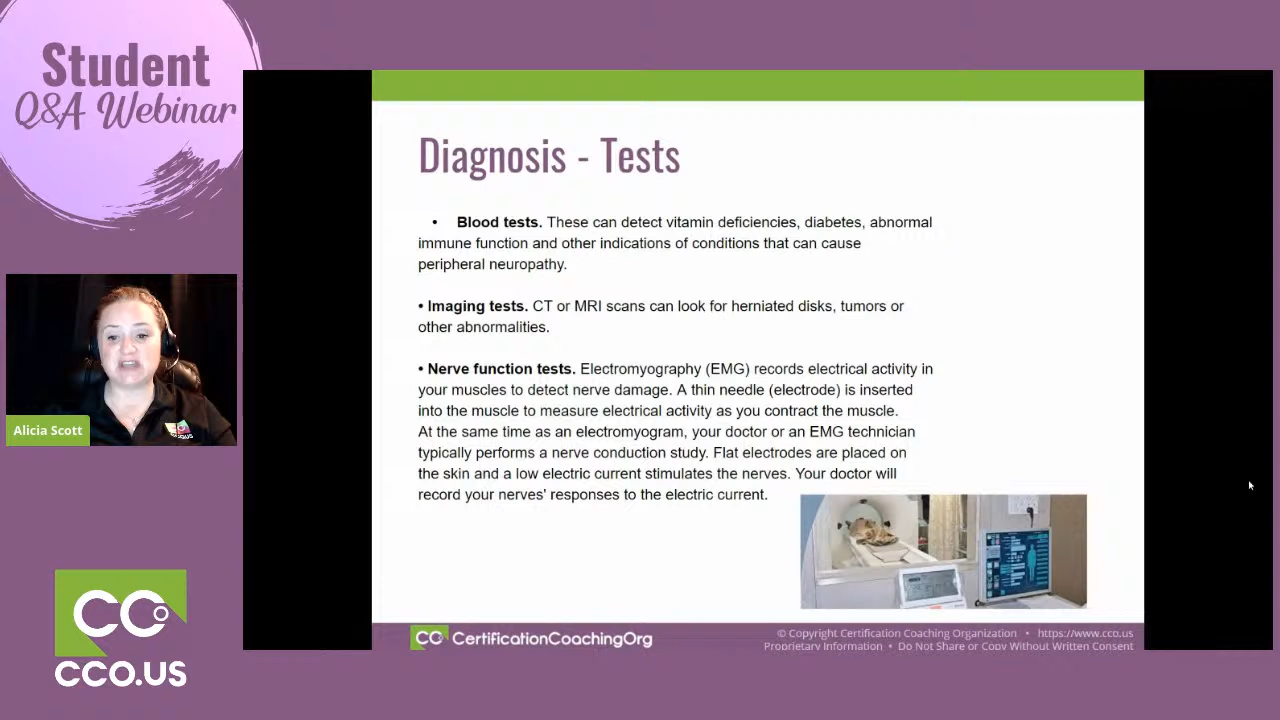 Student
Q&A Webinar
Diagnosis - Tests
• Blood tests. These can detect vitamin deficiencies, diabetes, abnormal
immune function and other indications of conditions that can cause
peripheral neuropathy.
• Imaging tests. CT or MRI scans can look for herniated disks, tumors or
other abnormalities.
• Nerve function tests. Electromyography (EMG) records electrical activity in
your muscles to detect nerve damage. A thin needle (electrode) is inserted
into the muscle to measure electrical activity as you contract the muscle.
At the same time as an electromyogram, your doctor or an EMG technician
typically performs a nerve conduction study. Flat electrodes are placed on
the skin and a low electric current stimulates the nerves. Your doctor will
record your nerves' responses to the electric current.
Alicia Scott
CCO.US
CCO
CCO.US
CCO CertificationCoachingOrg
© Copyright Certification Coaching Organization • https://www.cco.us
Proprietary Information • Do Not Share or Copy Without Written Consent